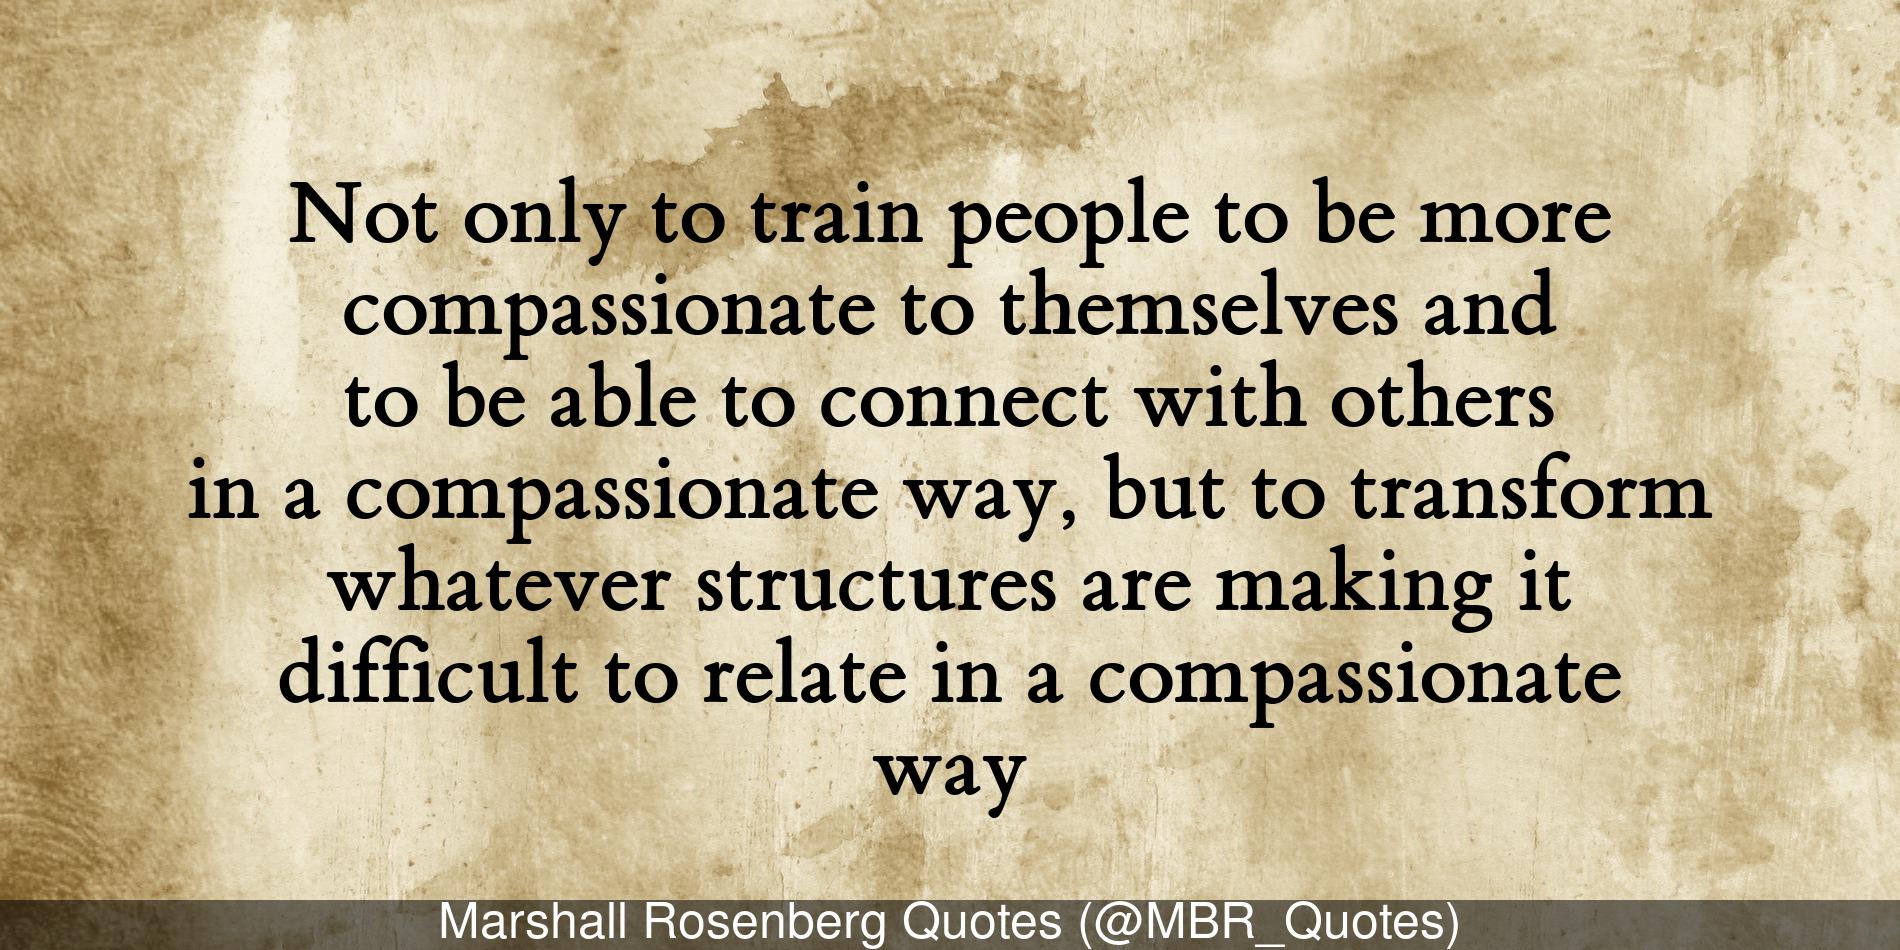 Not only to train people to be more
compassionate to themselves and
to be able to connect with others
in a compassionate way, but to transform
whatever structures are making it
difficult to relate in a compassionate
way
Marshall Rosenberg Quotes (@MBR_Quotes)